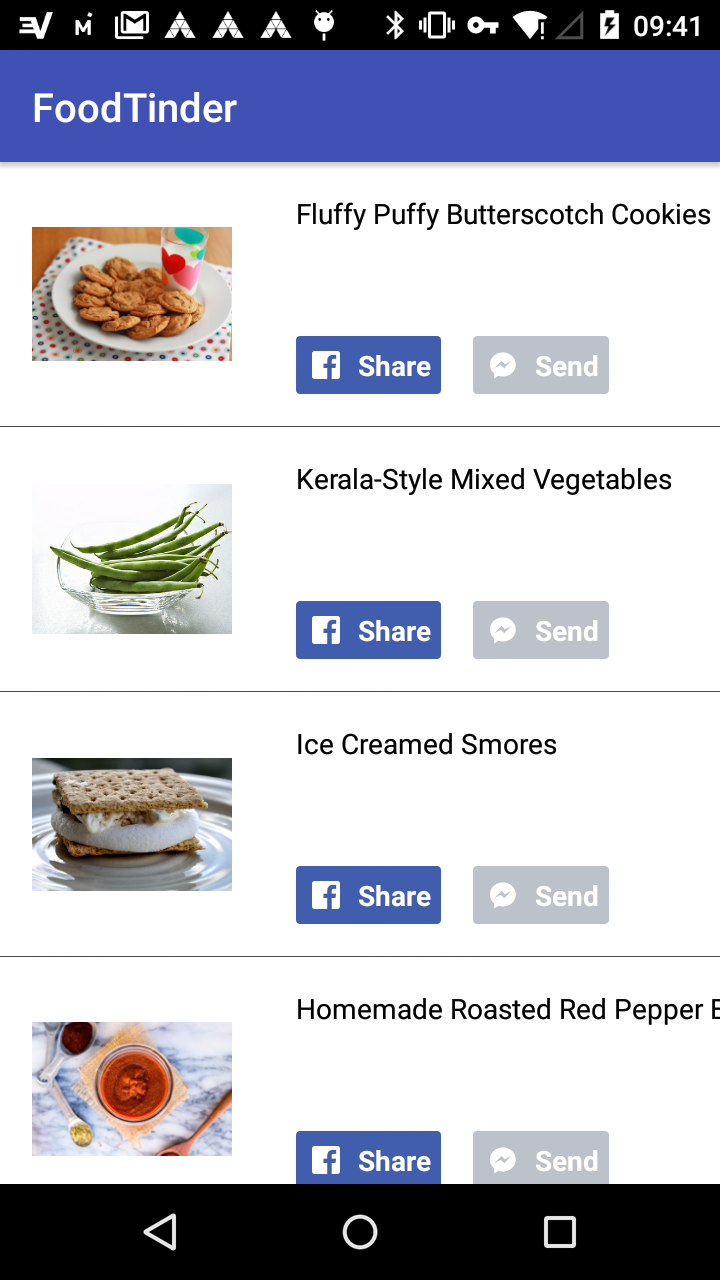 09:41
FoodTinder
Fluffy Puffy Butterscotch Cookies
Share
Send
Kerala-Style Mixed Vegetables
Share
Send
Ice Creamed Smores
Share
Send
Homemade Roasted Red Pepper
Share
Send